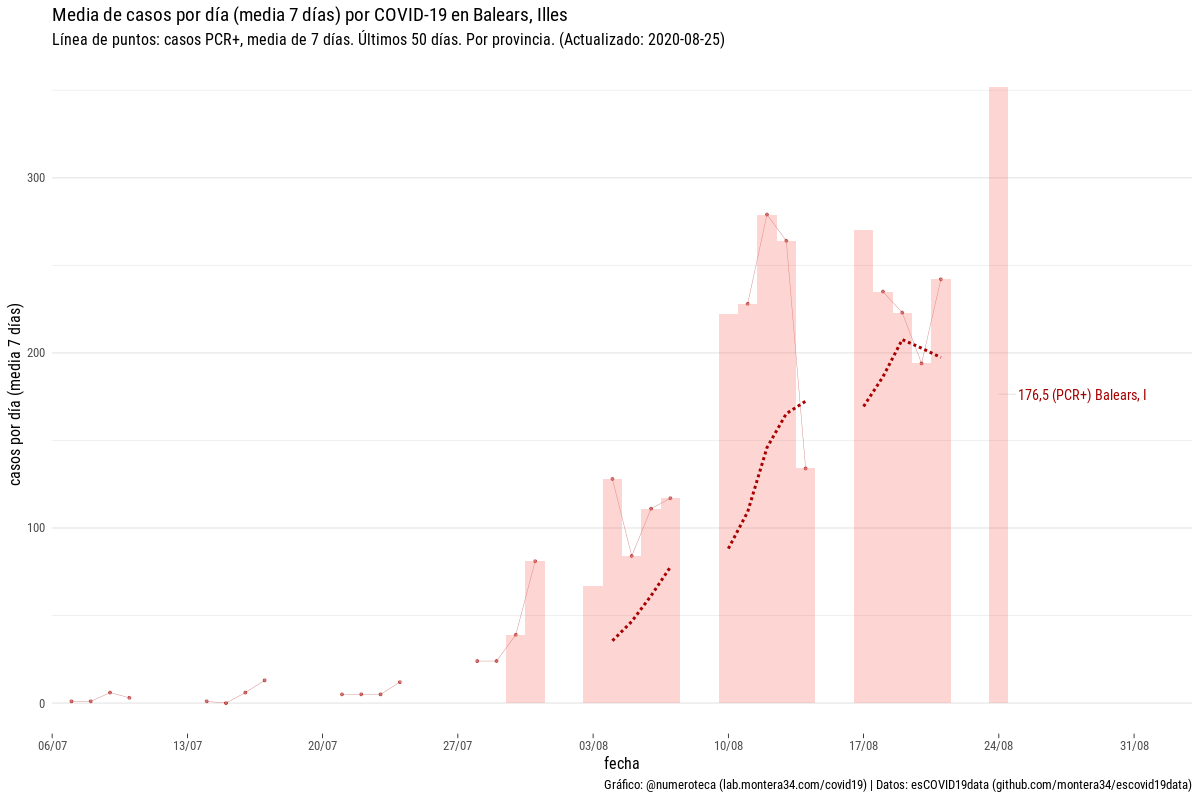 Media de casos por día (media 7 días) por COVID-19 en Balears, Illes
Línea de puntos: casos PCR+, media de 7 días. Últimos 50 días. Por provincia. (Actualizado: 2020-08-25)
casos por día (media 7 días)
300
200
100
0
176,5 (PCR+) Balears, I
06/07
13/07
20/07
27/07
03/08
10/08
17/08
24/08
31/08
fecha
Gráfico: @numeroteca (lab.montera34.com/covid19) | Datos: esCOVID19data (github.com/montera34/escovid19data)